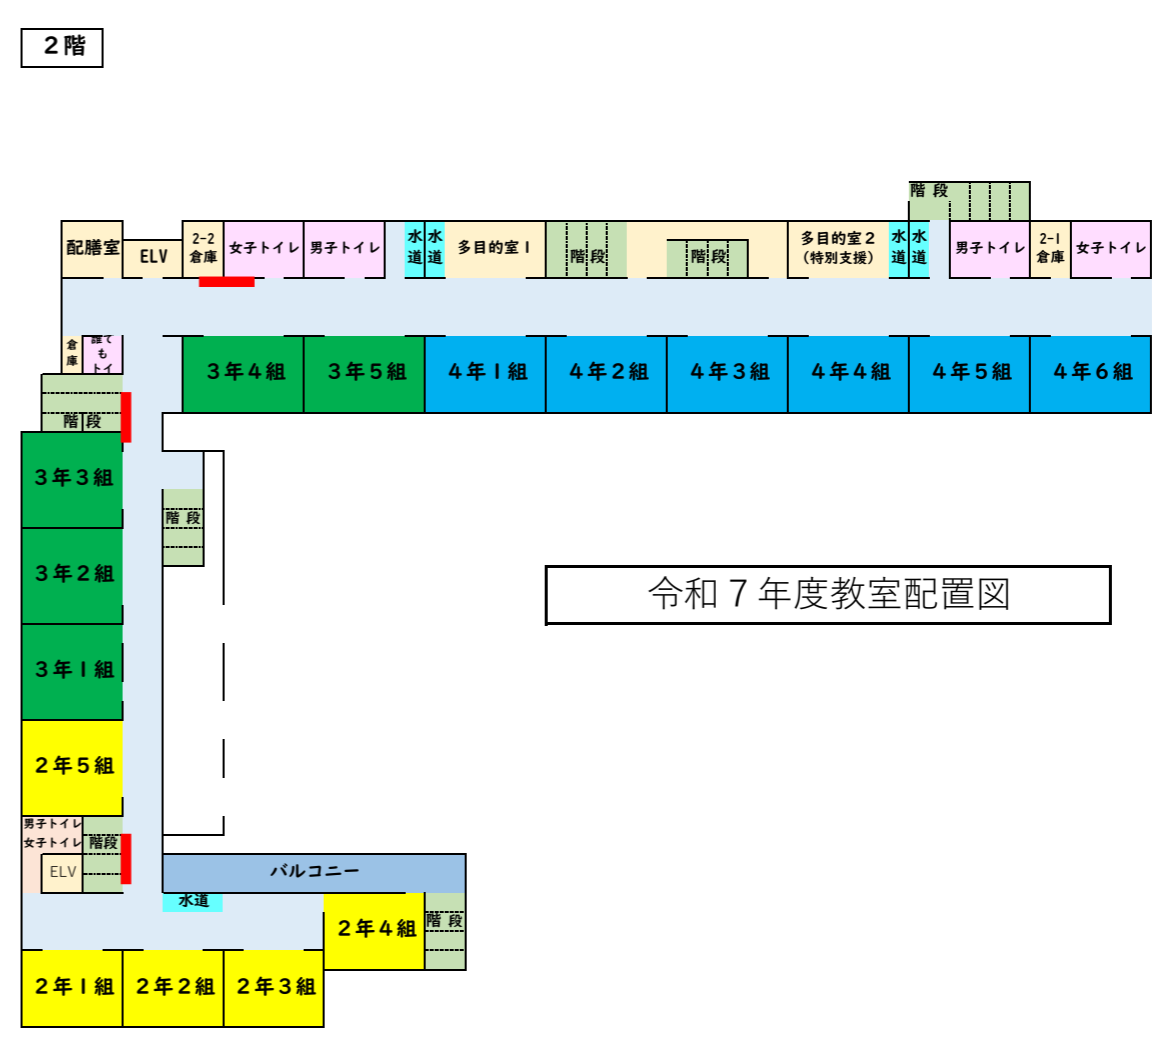 ２階
階 段
配膳室
ELV
2-2
倉庫
女子トイレ
男子トイレ
水
道
水
道
多目的室１
階 段
階 段
多目的室２
（特別支援）
水
道
水
道
男子トイレ
2-1
倉庫
女子トイレ
倉
庫
誰で
も
トイ
３年４組
３年５組
４年１組
４年２組
４年３組
４年４組
４年５組
４年６組
階 段
３年３組
階 段
３年２組
令和７年度教室配置図
３年１組
２年５組
男子トイレ
女子トイレ
階段
ELV
バルコニー
水道
２年４組
階 段
２年１組
２年２組
２年３組